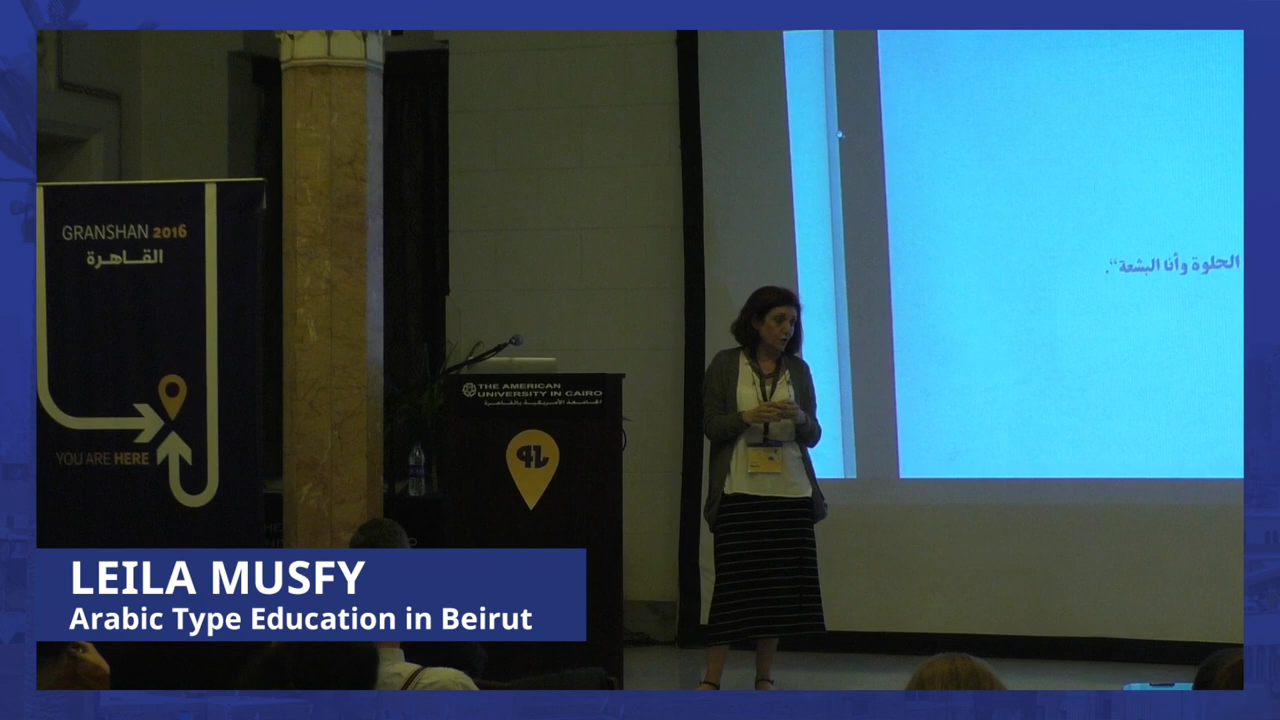 GRANSHAN 2016
القاهرة
YOU ARE HERE
THE AMERICAN
UNIVERSITY IN CAIRO
الجامعة الأمريكية بالقاهرة
الحلوة وأنا البشعة“.
LEILA MUSFY
Arabic Type Education in Beirut